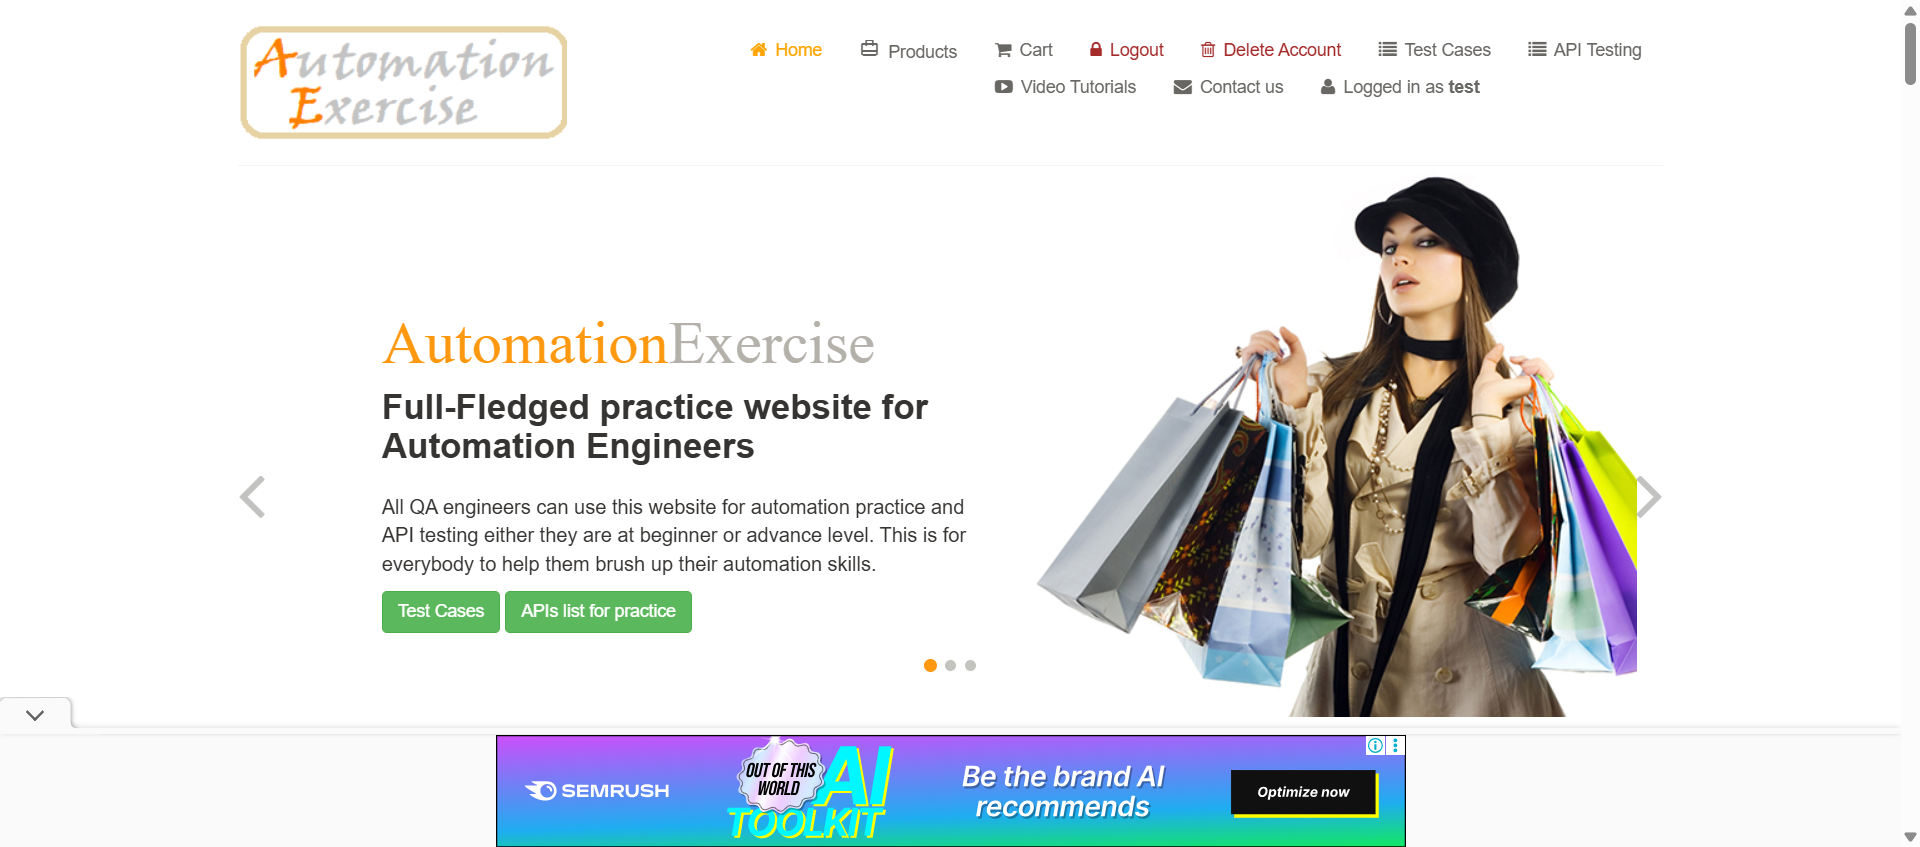 Automation
Exercise
Home
Products
Cart
Logout
Delete Account
Test Cases
API Testing
Video Tutorials
Contact us
Logged in as test
AutomationExercise
Full-Fledged practice website for
Automation Engineers
All QA engineers can use this website for automation practice and
API testing either they are at beginner or advance level. This is for
everybody to help them brush up their automation skills.
Test Cases
APIs list for practice
SEMRUSH
OUT OF THIS
WORLD
AI
TOOLKIT
Be the brand AI
recommends
Optimize now